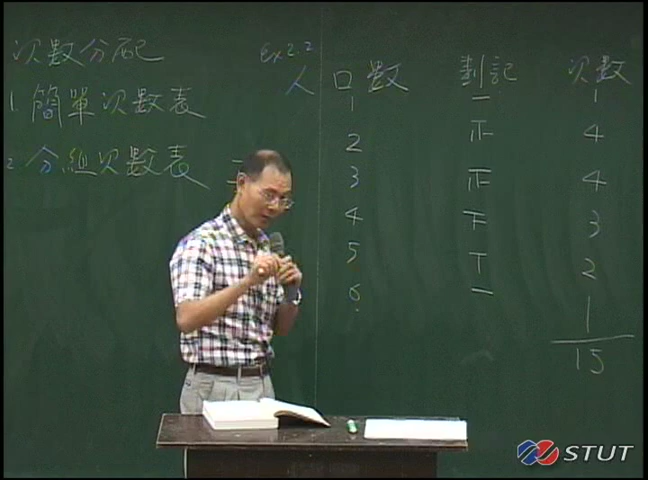 次數分配
1. 簡單次數表
2. 分組次數表
Ex2.2
人口數 劃記 次數
1 一 1
2 正 4
3 正 4
4 下 3
5 丅 2
6 一 1
15
STUT